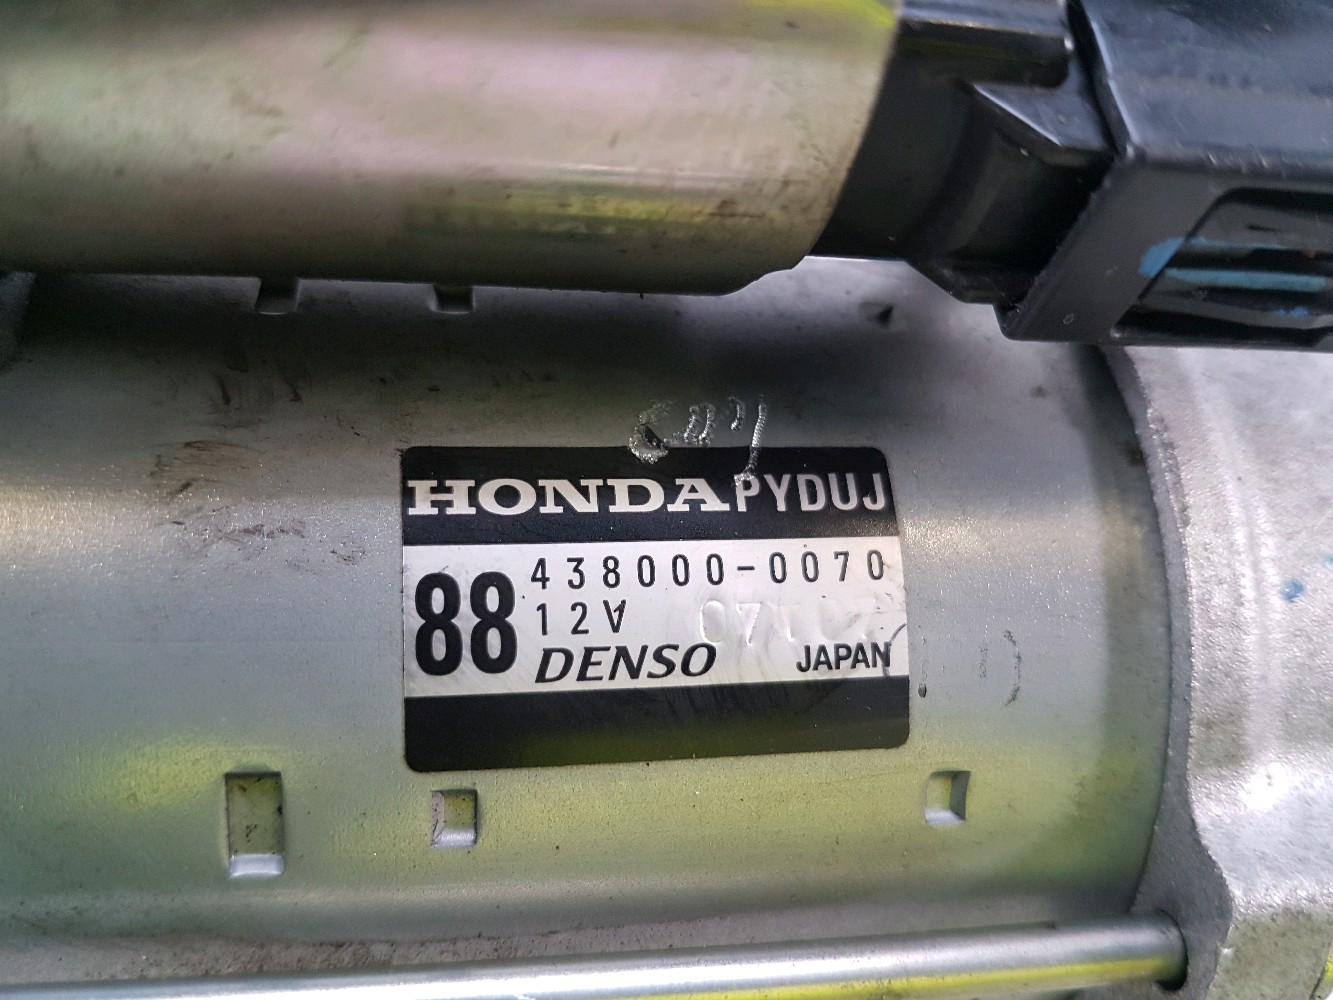 HONDA PYDUJ
88
438000-0070
12V
DENSO JAPAN